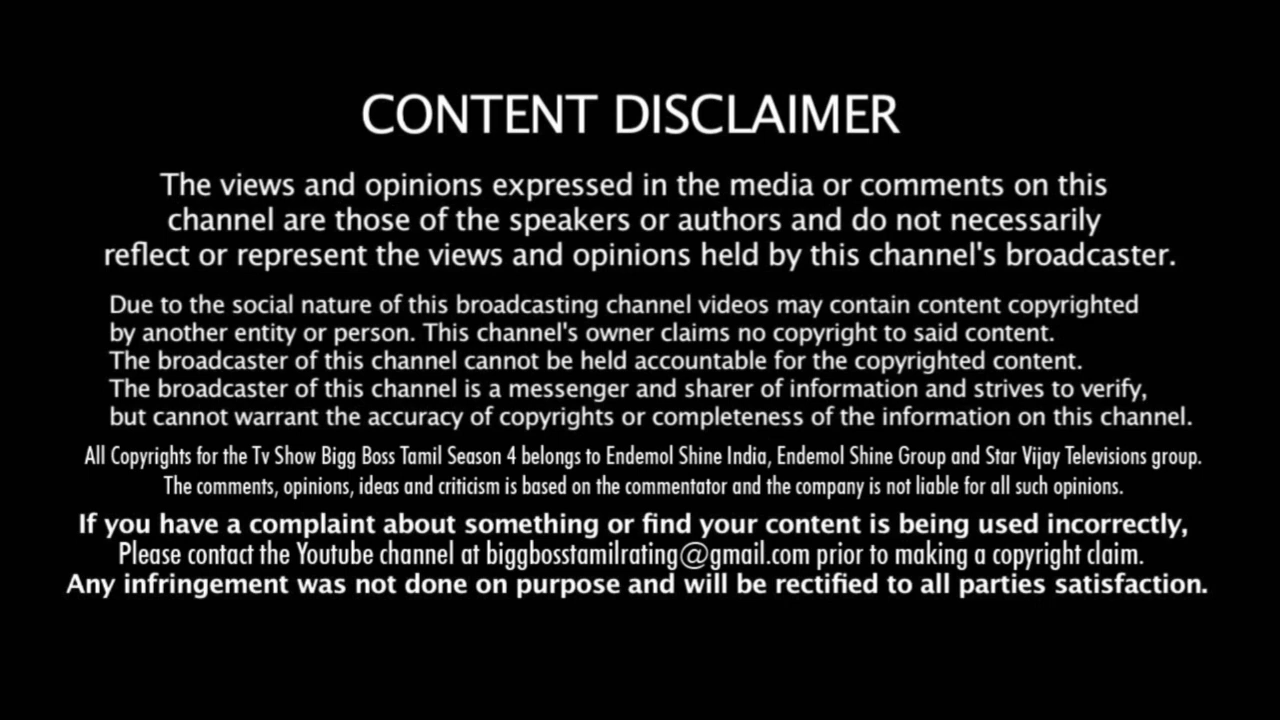 CONTENT DISCLAIMER
The views and opinions expressed in the media or comments on this
channel are those of the speakers or authors and do not necessarily
reflect or represent the views and opinions held by this channel's broadcaster.
Due to the social nature of this broadcasting channel videos may contain content copyrighted
by another entity or person. This channel's owner claims no copyright to said content.
The broadcaster of this channel cannot be held accountable for the copyrighted content.
The broadcaster of this channel is a messenger and sharer of information and strives to verify,
but cannot warrant the accuracy of copyrights or completeness of the information on this channel.
All Copyrights for the Tv Show Bigg Boss Tamil Season 4 belongs to Endemol Shine India, Endemol Shine Group and Star Vijay Televisions group.
The comments, opinions, ideas and criticism is based on the commentator and the company is not liable for all such opinions.
If you have a complaint about something or find your content is being used incorrectly,
Please contact the Youtube channel at biggbosstamilrating@gmail.com prior to making a copyright claim.
Any infringement was not done on purpose and will be rectified to all parties satisfaction.